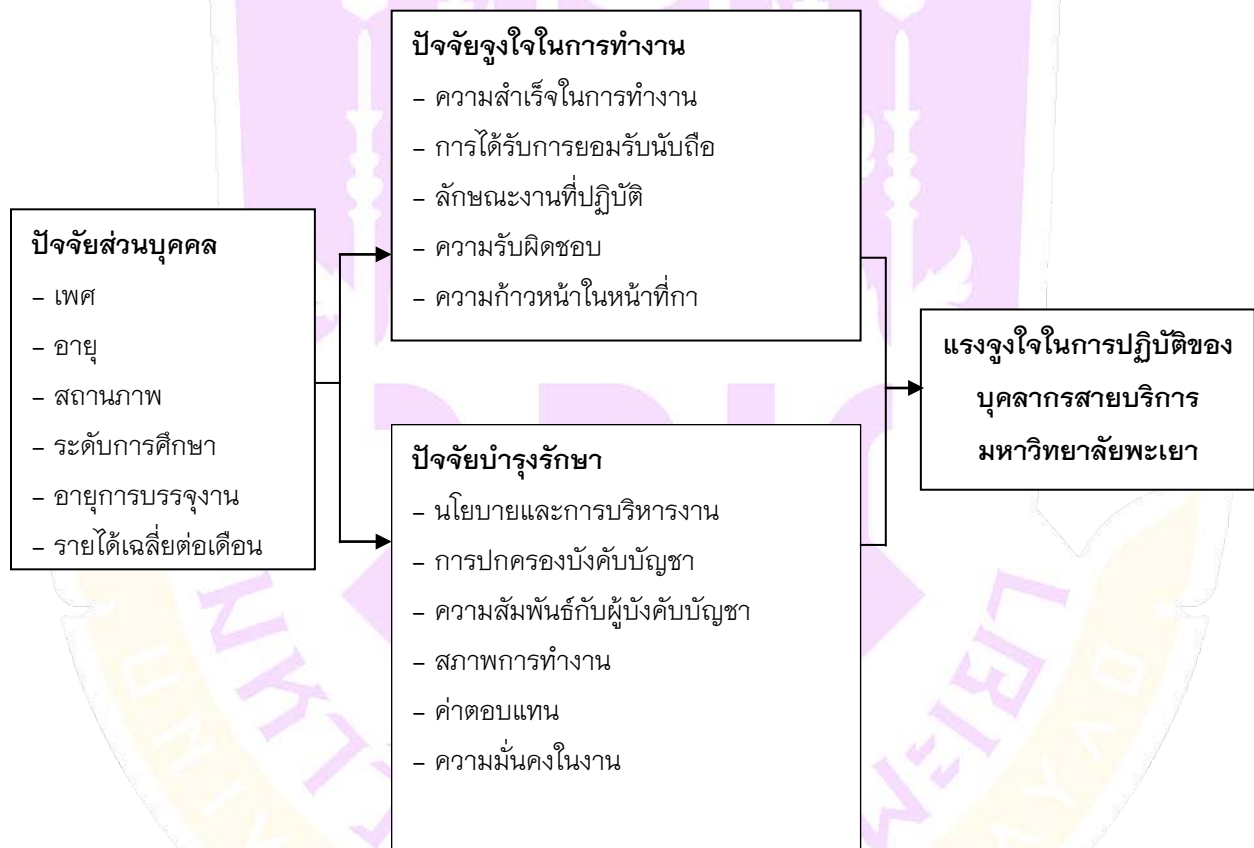 ปัจจัยส่วนบุคคล
– เพศ
– อายุ
– สถานภาพ
– ระดับการศึกษา
– อายุการบรรจุงาน
– รายได้เฉลี่ยต่อเดือน
ปัจจัยจูงใจในการทำงาน
– ความสำเร็จในการทำงาน
– การได้รับการยอมรับนับถือ
– ลักษณะงานที่ปฏิบัติ
– ความรับผิดชอบ
– ความก้าวหน้าในหน้าที่กา
ปัจจัยบำรุงรักษา
– นโยบายและการบริหารงาน
– การปกครองบังคับบัญชา
– ความสัมพันธ์กับผู้บังคับบัญชา
– สภาพการทำงาน
– ค่าตอบแทน
– ความมั่นคงในงาน
แรงจูงใจในการปฏิบัติของ
บุคลากรสายบริการ
มหาวิทยาลัยพะเยา